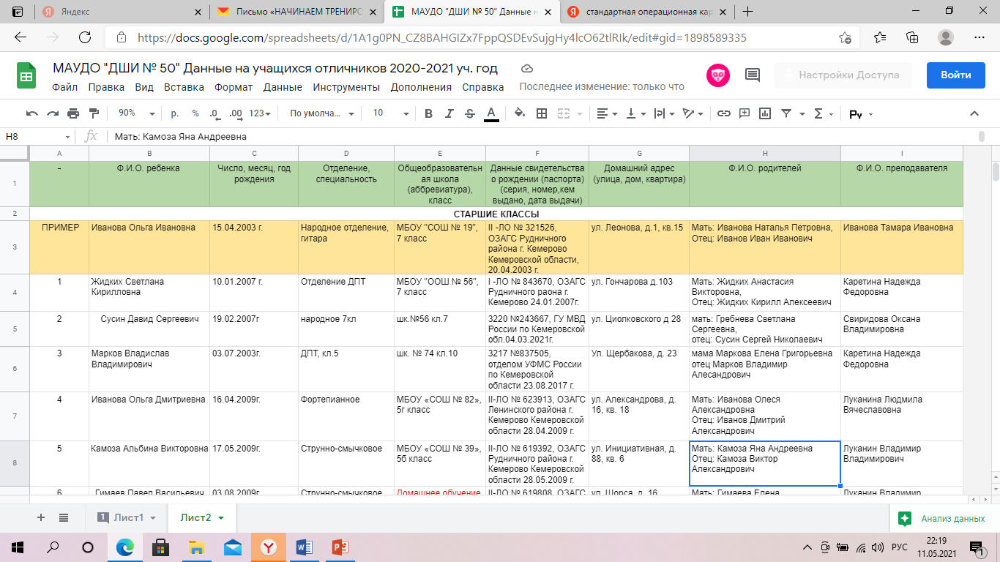 Яндекс
Письмо «НАЧИНАЕМ ТРЕНИРО
МАУДО "ДШИ № 50" Данные н
стандартная операционная кар
https://docs.google.com/spreadsheets/d/1A1g0PN_CZ8BAHGIZx7FppQSDEvSujgHy4lcO62tlRIk/edit#gid=1898589335
МАУДО "ДШИ № 50" Данные на учащихся отличников 2020-2021 уч. год
Файл Правка Вид Вставка Формат Данные Инструменты Дополнения Справка
Последнее изменение: только что
Настройки Доступа
Войти
90% р. % .0 .00 123 По умолча... 10 B I S A Σ Ру
H8 fx Мать: Камоза Яна Андреевна
A B C D E F G H I
1
-
Ф.И.О. ребенка
Число, месяц, год
рождения
Отделение,
специальность
Общеобразовательн
ая школа
(аббревиатура),
класс
Данные свидетельства
о рождении (паспорта)
(серия, номер,кем
выдано, дата выдачи)
Домашний адрес
(улица, дом, квартира)
Ф.И.О. родителей
Ф.И.О. преподавателя
2
СТАРШИЕ КЛАССЫ
3
ПРИМЕР
Иванова Ольга Ивановна
15.04.2003 г.
Народное отделение,
гитара
МБОУ "СОШ № 19",
7 класс
II -ЛО № 321526,
ОЗАГС Рудничного
района г. Кемерово
Кемеровской области,
20.04.2003 г.
ул. Леонова, д.1, кв.15
Мать: Иванова Наталья Петровна,
Отец: Иванов Иван Иванович
Иванова Тамара Ивановна
4
1
Жидких Светлана
Кирилловна
10.01.2007 г.
Отделение ДПТ
МБОУ "ООШ № 56",
7 класс
I -ЛО № 843670, ОЗАГС
Рудничного раона г.
Кемерово 24.01.2007г.
ул. Гончарова д.103
Мать: Жидких Анастасия
Викторовна,
Отец: Жидких Кирилл Алексеевич
Каретина Надежда
Федоровна
5
2
Сусин Давид Сергеевич
19.02.2007г
народное 7кл
шк.№56 кл.7
3220 №243667, ГУ МВД
России по Кемеровской
обл.04.03.2021г.
ул. Циолковского д 28
мать: Гребнева Светлана
Сергеевна,
отец: Сусин Сергей Николаевич
Свиридова Оксана
Владимировна
6
3
Марков Владислав
Владимирович
03.07.2003г.
ДПТ, кл.5
шк. № 74 кл.10
3217 №837505,
отделом УФМС России
по Кемеровской
области 23.08.2017 г.
Ул. Щербакова, д. 23
мама Маркова Елена Григорьевна
отец Марков Владимир
Алесандрович
Каретина Надежда
Федоровна
7
4
Иванова Ольга Дмитриевна
16.04.2009г.
Фортепианное
МБОУ «СОШ № 82»,
5г класс
II-ЛО № 623913, ОЗАГС
Ленинского района г.
Кемерово Кемеровской
области 28.04.2009 г.
ул. Александрова, д.
16, кв. 18
Мать: Иванова Олеся
Александровна
Отец: Иванов Дмитрий
Александрович
Луканина Людмила
Вячеславовна
8
5
Камоза Альбина Викторовна
17.05.2009г.
Струнно-смычковое
МБОУ «СОШ № 39»,
5б класс
II-ЛО № 619392, ОЗАГС
Рудничного района г.
Кемерово Кемеровской
области 28.05.2009 г.
ул. Инициативная, д.
88, кв. 6
Мать: Камоза Яна Андреевна
Отец: Камоза Виктор
Александрович
Луканин Владимир
Владимирович
6
Гимаев Павел Васильевич
03.08.2009г.
Струнно-смычковое
Домашнее обучение
II-ЛО № 619808, ОЗАГС
ул. Щорса, д. 16
Мать: Гимаева Елена
Луканин Владимир
1 Лист1
Лист2
Анализ данных
РУС
22:19
11.05.2021
1